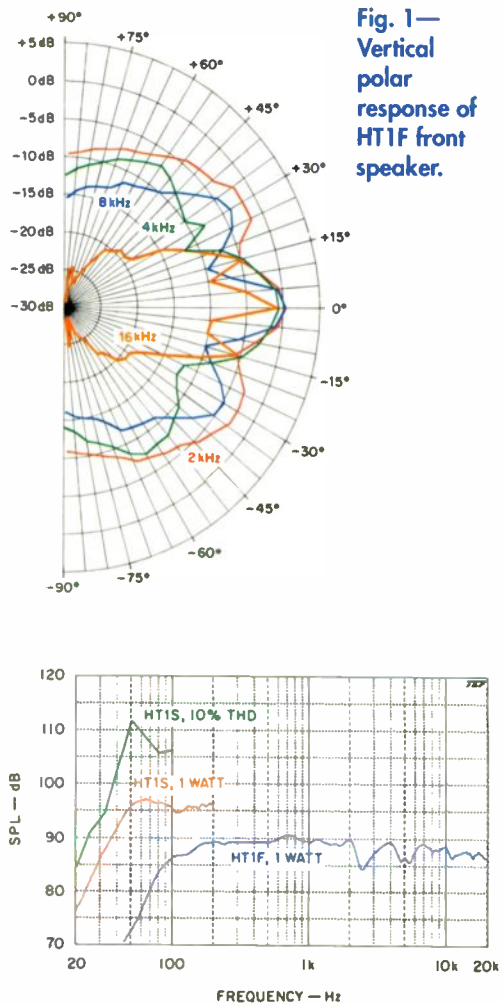 Fig. 1—
Vertical
polar
response of
HT1F front
speaker.
+90°
+75°
+60°
+45°
+30°
+15°
0°
-15°
-30°
-45°
-60°
-75°
-90°
+5dB
0dB
-5dB
-10dB
-15dB
-20dB
-25dB
-30dB
8kHz
4kHz
16kHz
2kHz
120
110
100
90
80
70
SPL — dB
HT1S, 10% THD
HT1S, 1 WATT
HT1F, 1 WATT
20
100
1k
10k
20k
FREQUENCY — Hz